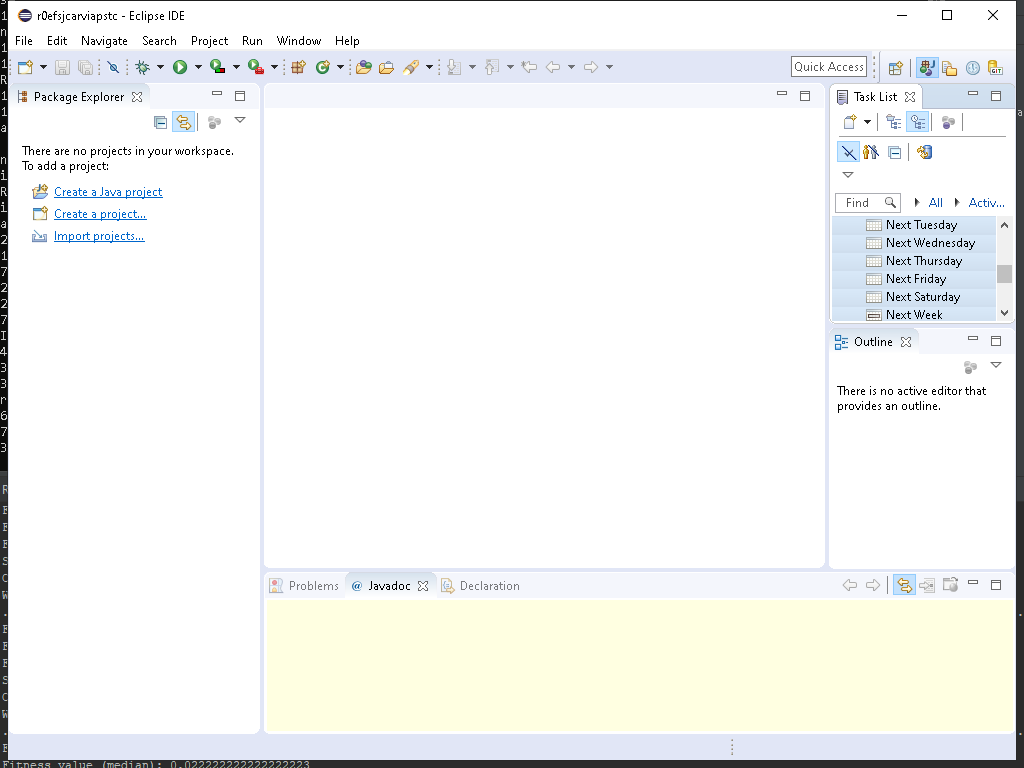 r0efsjcarviapstc - Eclipse IDE
File Edit Navigate Search Project Run Window Help
Quick Access
Package Explorer
There are no projects in your workspace.
To add a project:
Create a Java project
Create a project...
Import projects...
Task List
Find
All
Activ...
Next Tuesday
Next Wednesday
Next Thursday
Next Friday
Next Saturday
Next Week
Outline
There is no active editor that
provides an outline.
Problems @ Javadoc Declaration
Fitness value (median): 0.022222222222222223